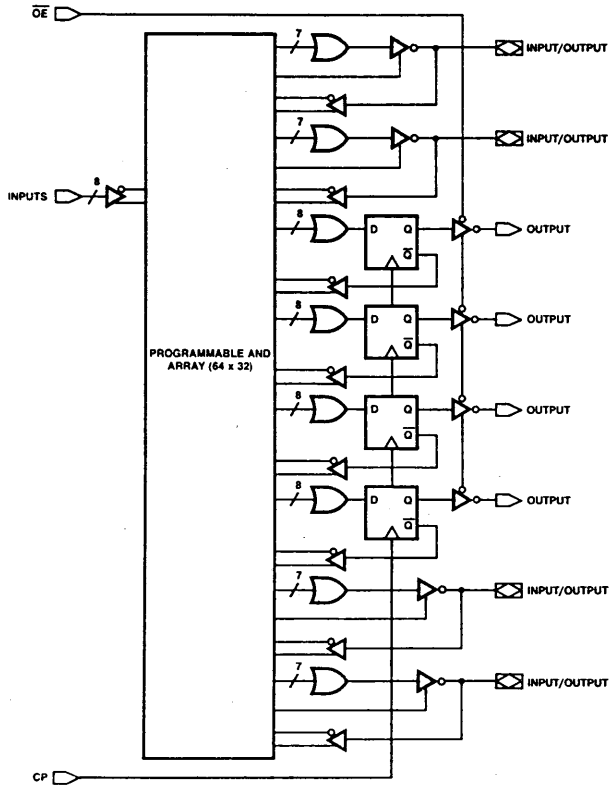 OE
7
INPUT/OUTPUT
7
INPUT/OUTPUT
8
INPUTS
8
D Q
Q
OUTPUT
8
D Q
Q
OUTPUT
PROGRAMMABLE AND
ARRAY (64 x 32)
8
D Q
Q
OUTPUT
8
D Q
Q
OUTPUT
7
INPUT/OUTPUT
7
INPUT/OUTPUT
CP